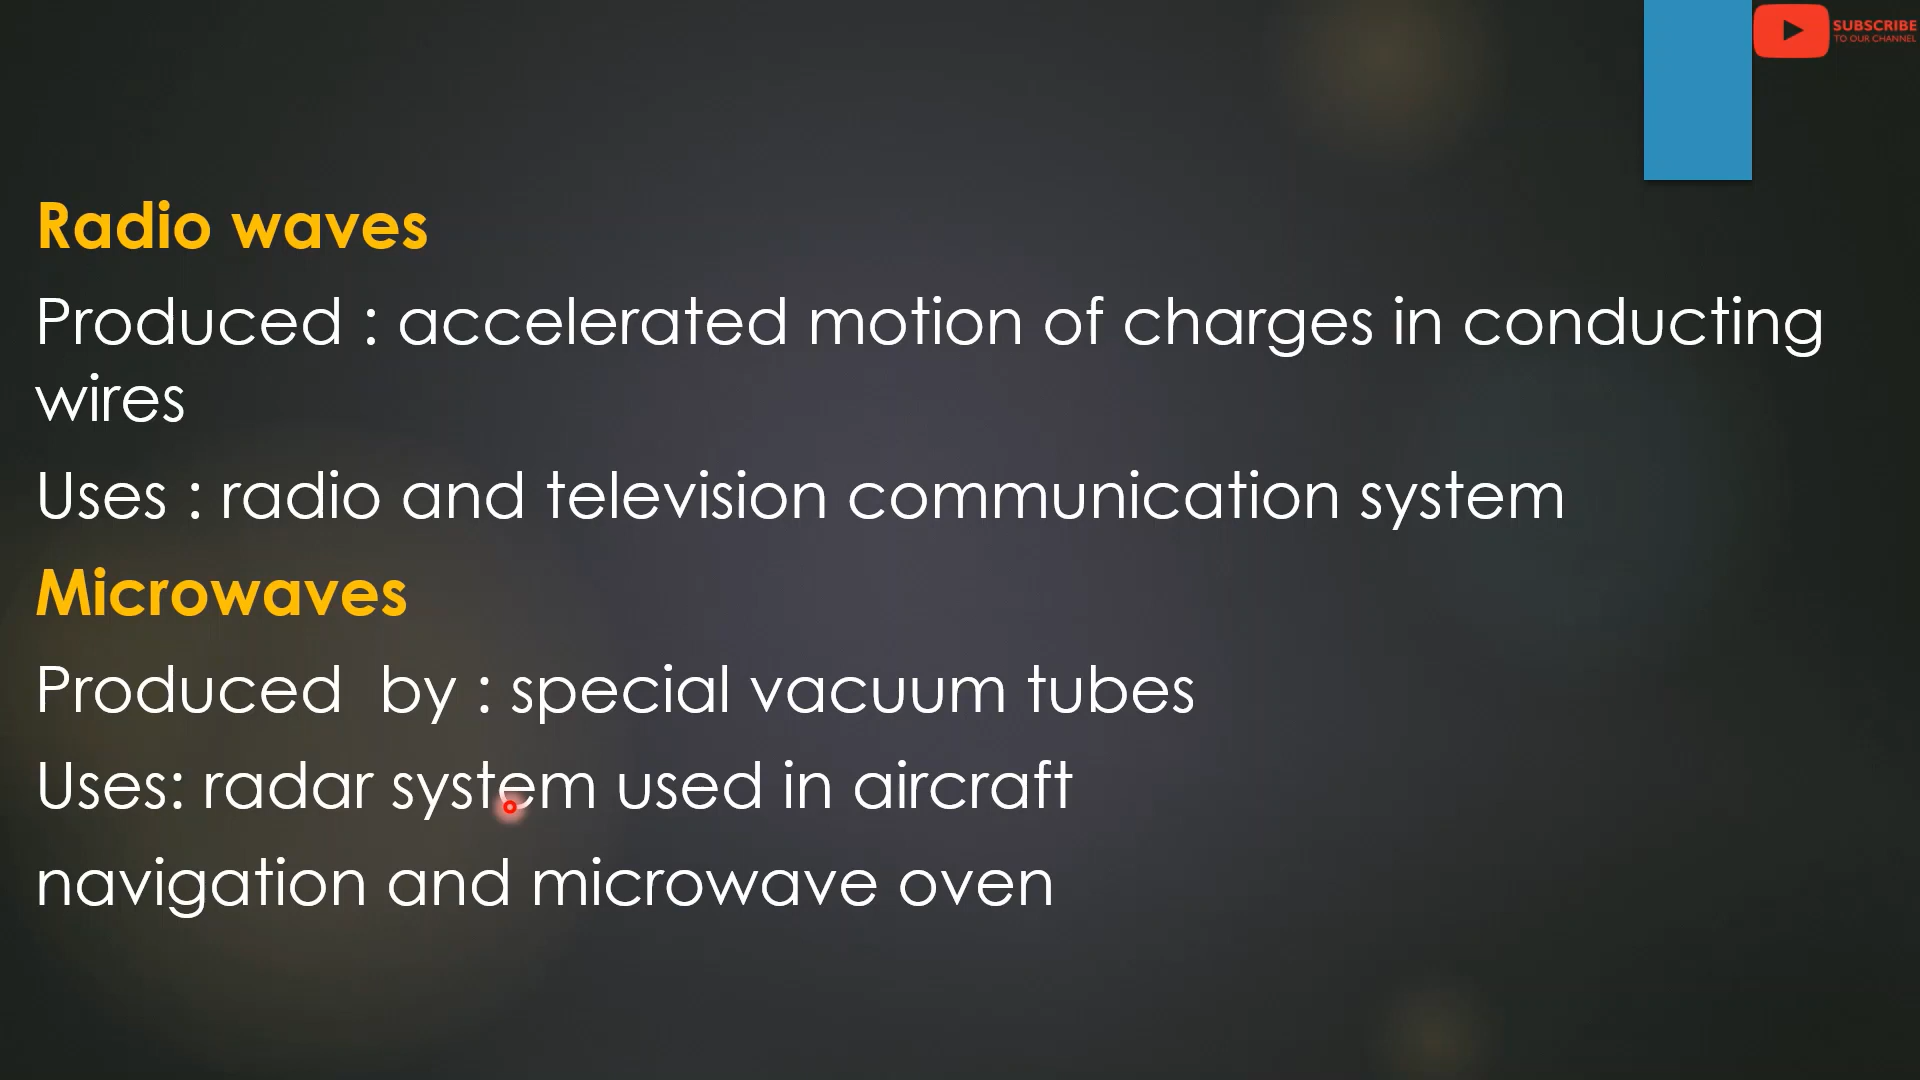 SUBSCRIBE
TO OUR CHANNEL
Radio waves
Produced : accelerated motion of charges in conducting
wires
Uses : radio and television communication system
Microwaves
Produced  by : special vacuum tubes
Uses: radar system used in aircraft
navigation and microwave oven